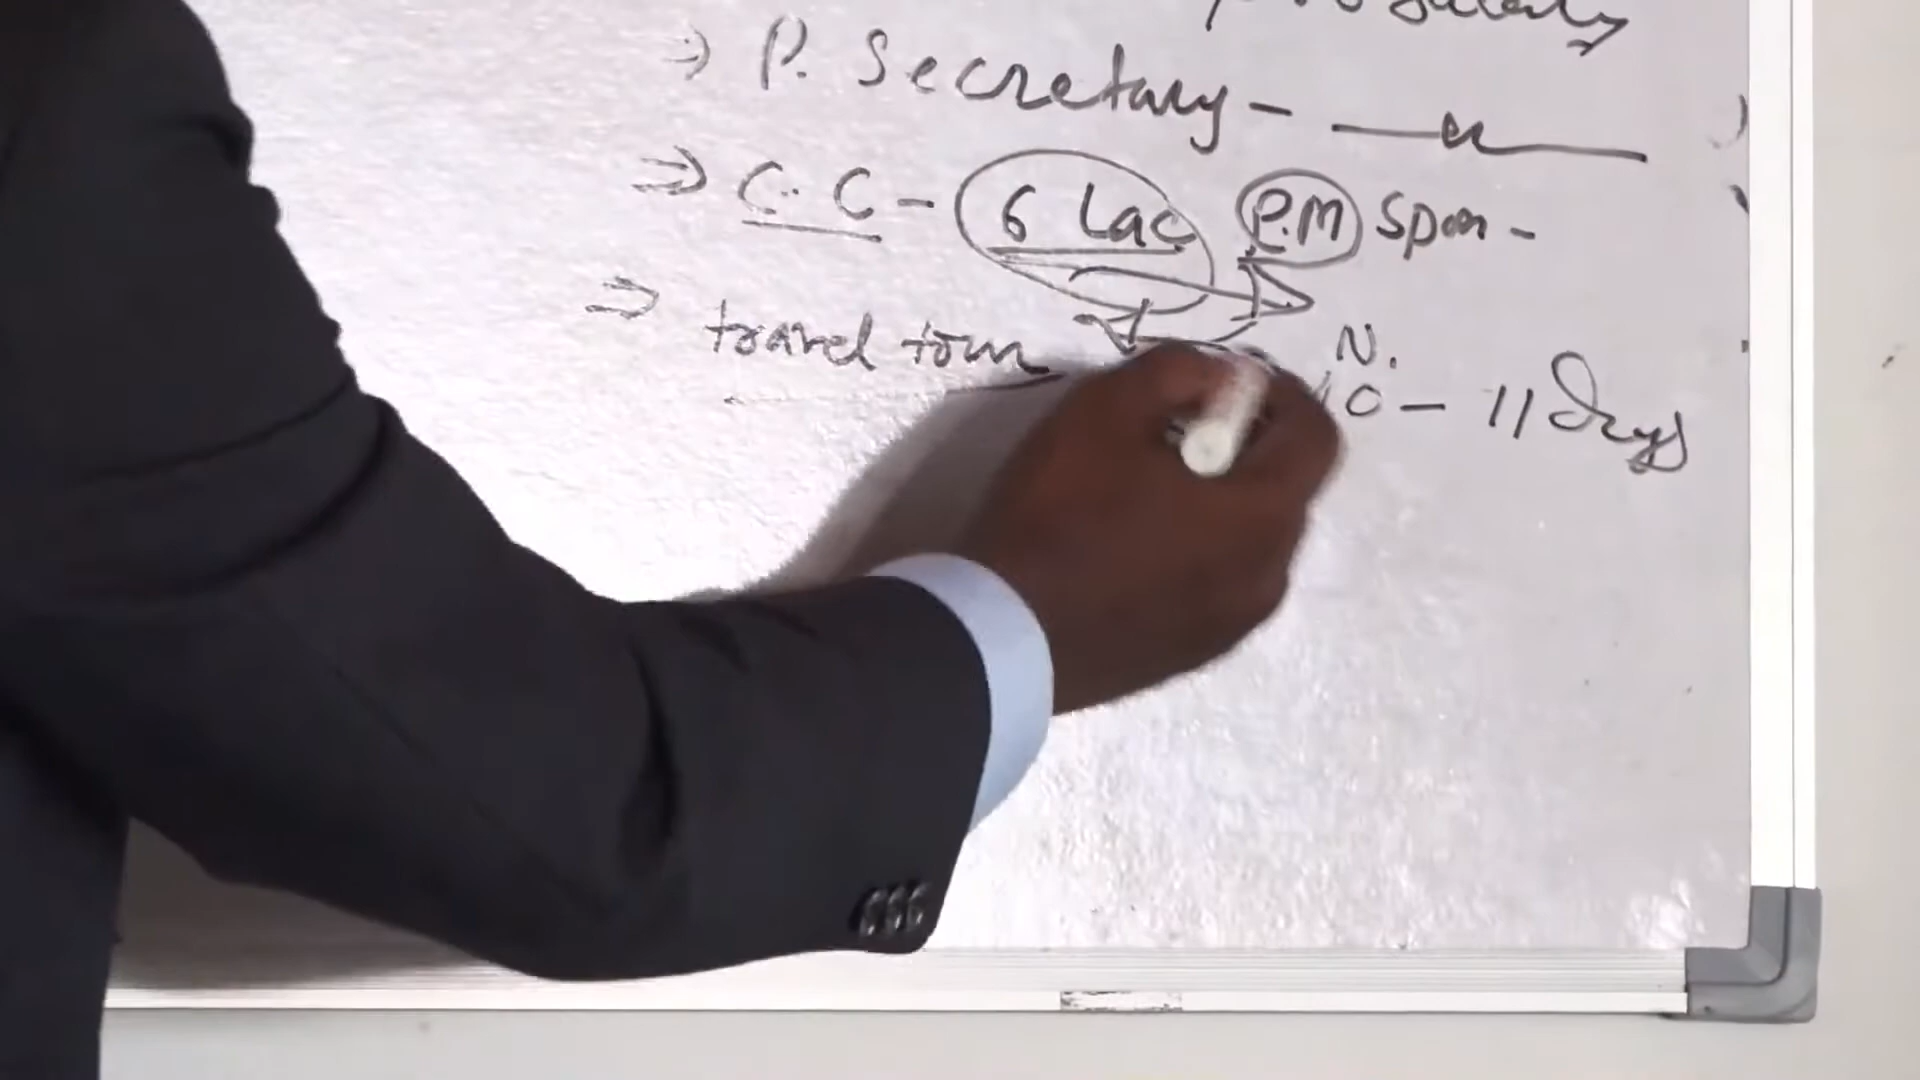 ⇒ P. Secretary - —〃—
⇒ C.C - 6 Lac P.M Spon -
⇒ travel tour N.
10 - 11 days